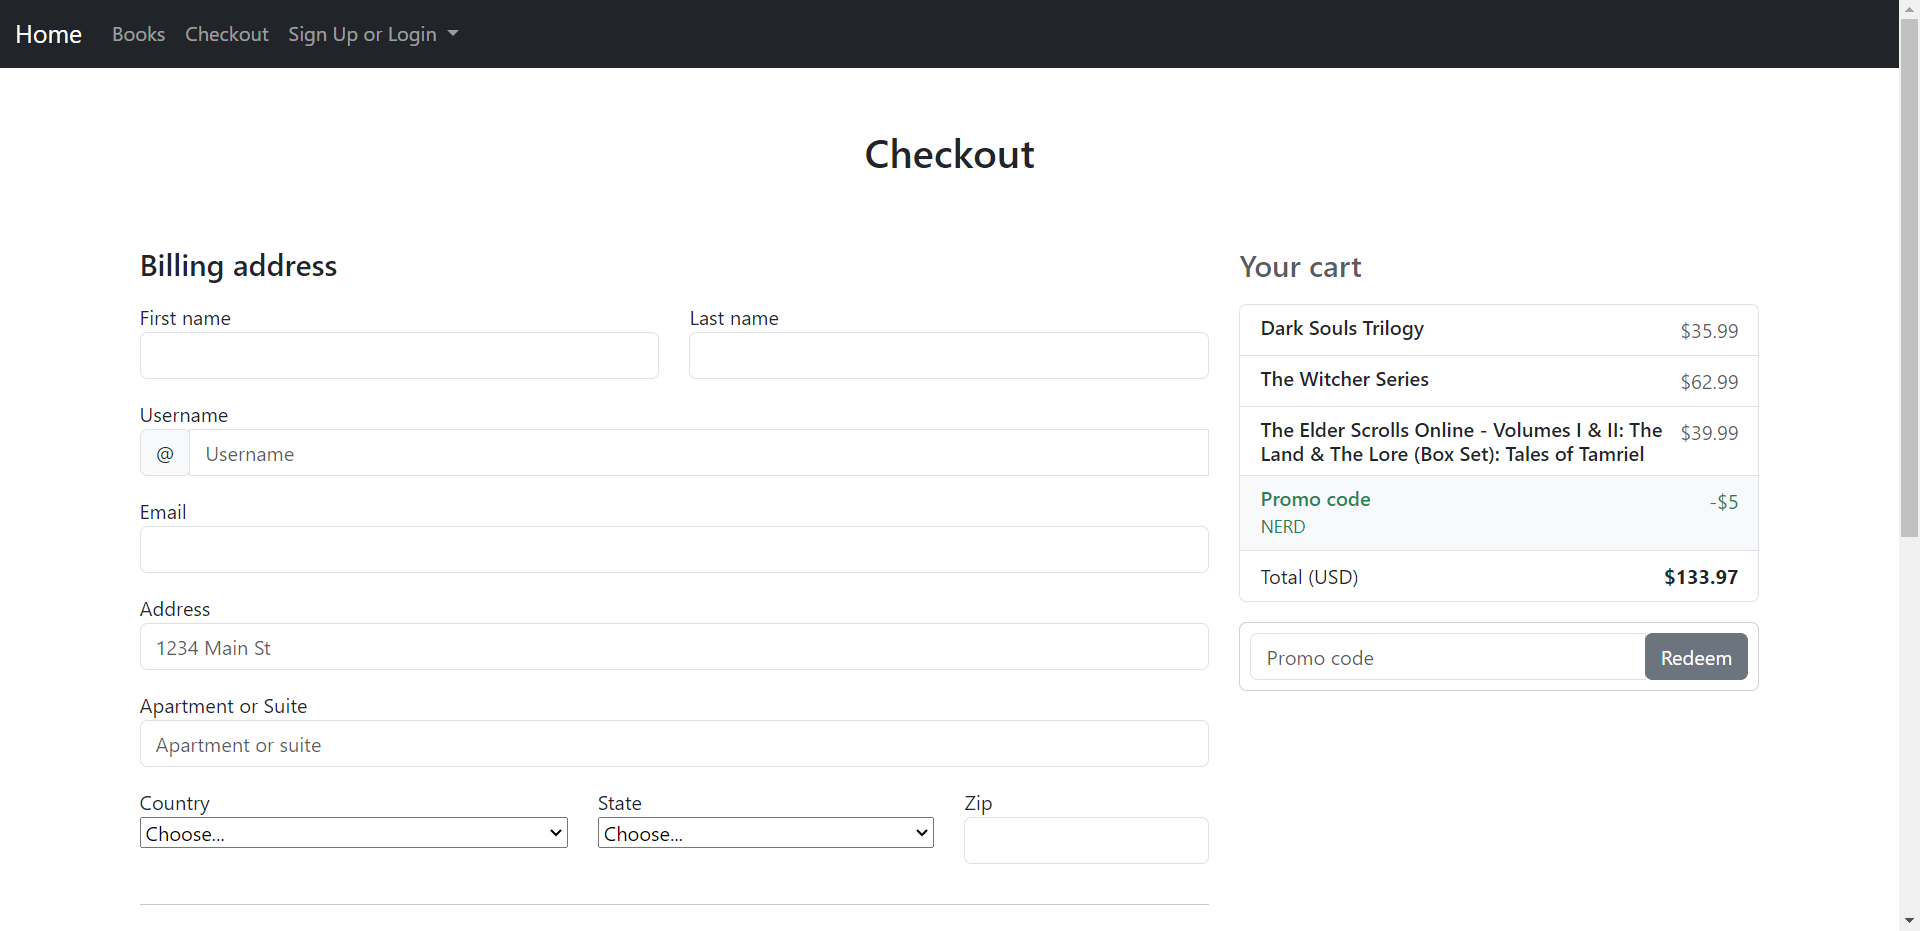 Home Books Checkout Sign Up or Login
Checkout
Billing address
First name Last name
Username
@ Username
Email
Address
1234 Main St
Apartment or Suite
Apartment or suite
Country State Zip
Choose... Choose...
Your cart
Dark Souls Trilogy $35.99
The Witcher Series $62.99
The Elder Scrolls Online - Volumes I & II: The $39.99
Land & The Lore (Box Set): Tales of Tamriel
Promo code -$5
NERD
Total (USD) $133.97
Promo code Redeem